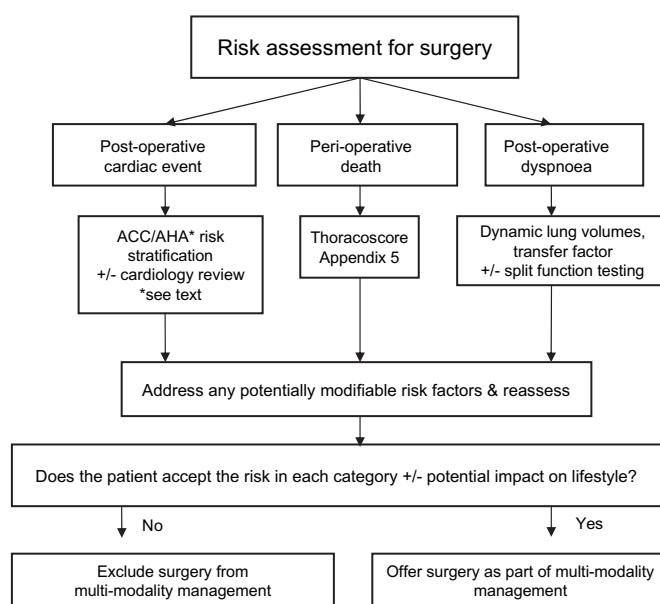 Risk assessment for surgery
Post-operative
cardiac event
Peri-operative
death
Post-operative
dyspnoea
ACC/AHA* risk
stratification
+/- cardiology review
*see text
Thoracoscore
Appendix 5
Dynamic lung volumes,
transfer factor
+/- split function testing
Address any potentially modifiable risk factors & reassess
Does the patient accept the risk in each category +/- potential impact on lifestyle?
No
Yes
Exclude surgery from
multi-modality management
Offer surgery as part of multi-modality
management